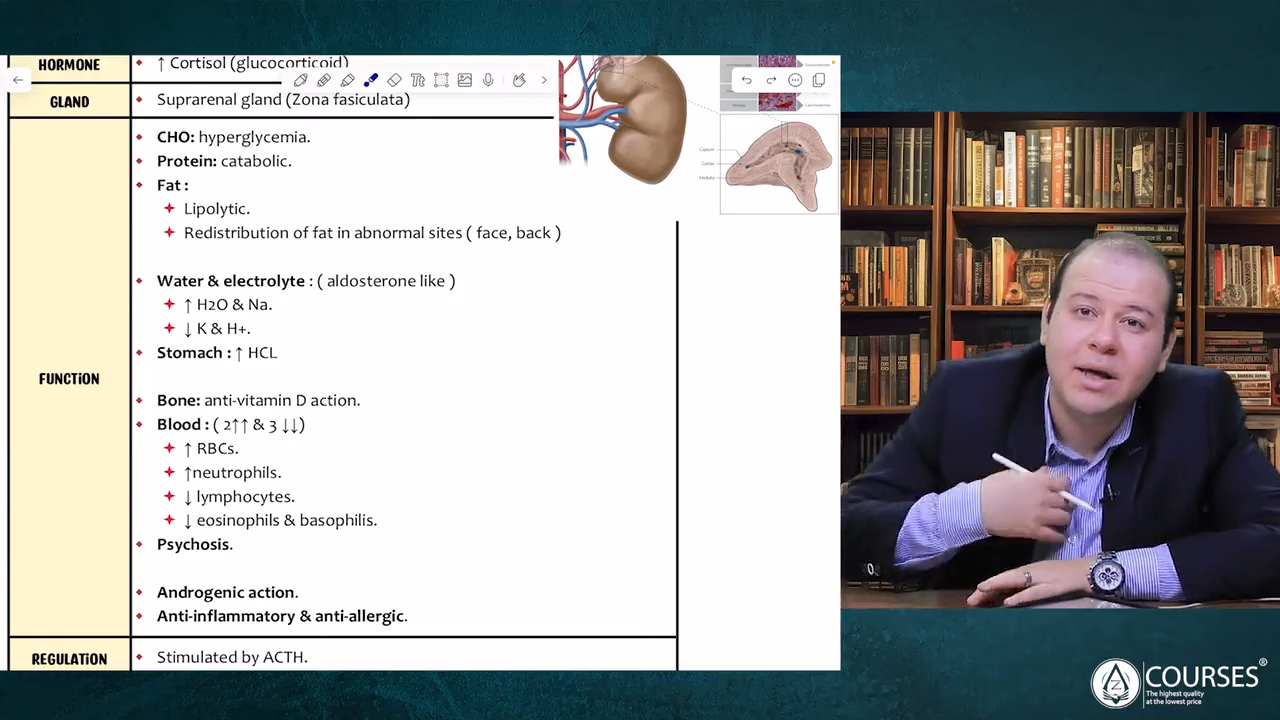 HORMONE
↑ Cortisol (glucocorticoid)
GLAND
Suprarenal gland (Zona fasiculata)
Capsule
Cortex
Medulla
FUNCTiON
CHO: hyperglycemia.
Protein: catabolic.
Fat :
Lipolytic.
Redistribution of fat in abnormal sites ( face, back )
Water & electrolyte : ( aldosterone like )
↑ H2O & Na.
↓ K & H+.
Stomach : ↑ HCL
Bone: anti-vitamin D action.
Blood : ( 2↑↑ & 3 ↓↓)
↑ RBCs.
↑neutrophils.
↓ lymphocytes.
↓ eosinophils & basophilis.
Psychosis.
Androgenic action.
Anti-inflammatory & anti-allergic.
REGULATiON
Stimulated by ACTH.
Z
COURSES®
The highest quality
at the lowest price